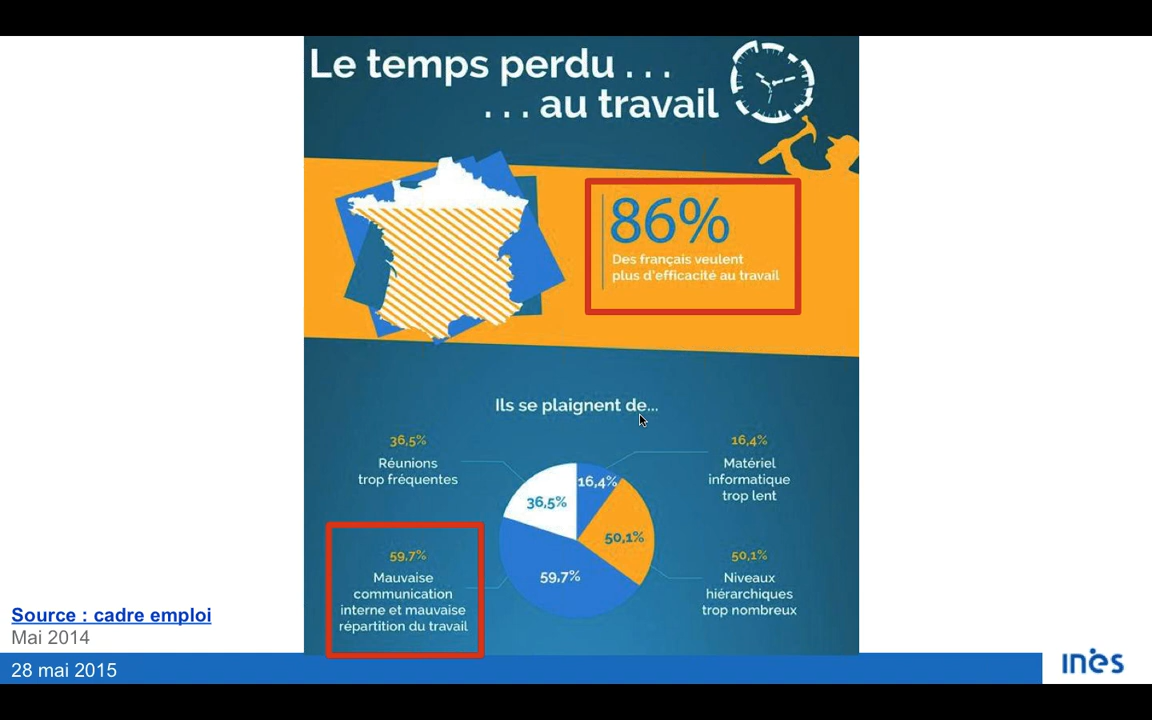 Le temps perdu . . .
. . . au travail
86%
Des français veulent
plus d'efficacité au travail
Ils se plaignent de...
36,5%
Réunions
trop fréquentes
16,4%
Matériel
informatique
trop lent
36,5%
16,4%
50,1%
59,7%
59,7%
Mauvaise
communication
interne et mauvaise
répartition du travail
50,1%
Niveaux
hiérarchiques
trop nombreux
Source : cadre emploi
Mai 2014
28 mai 2015
inès